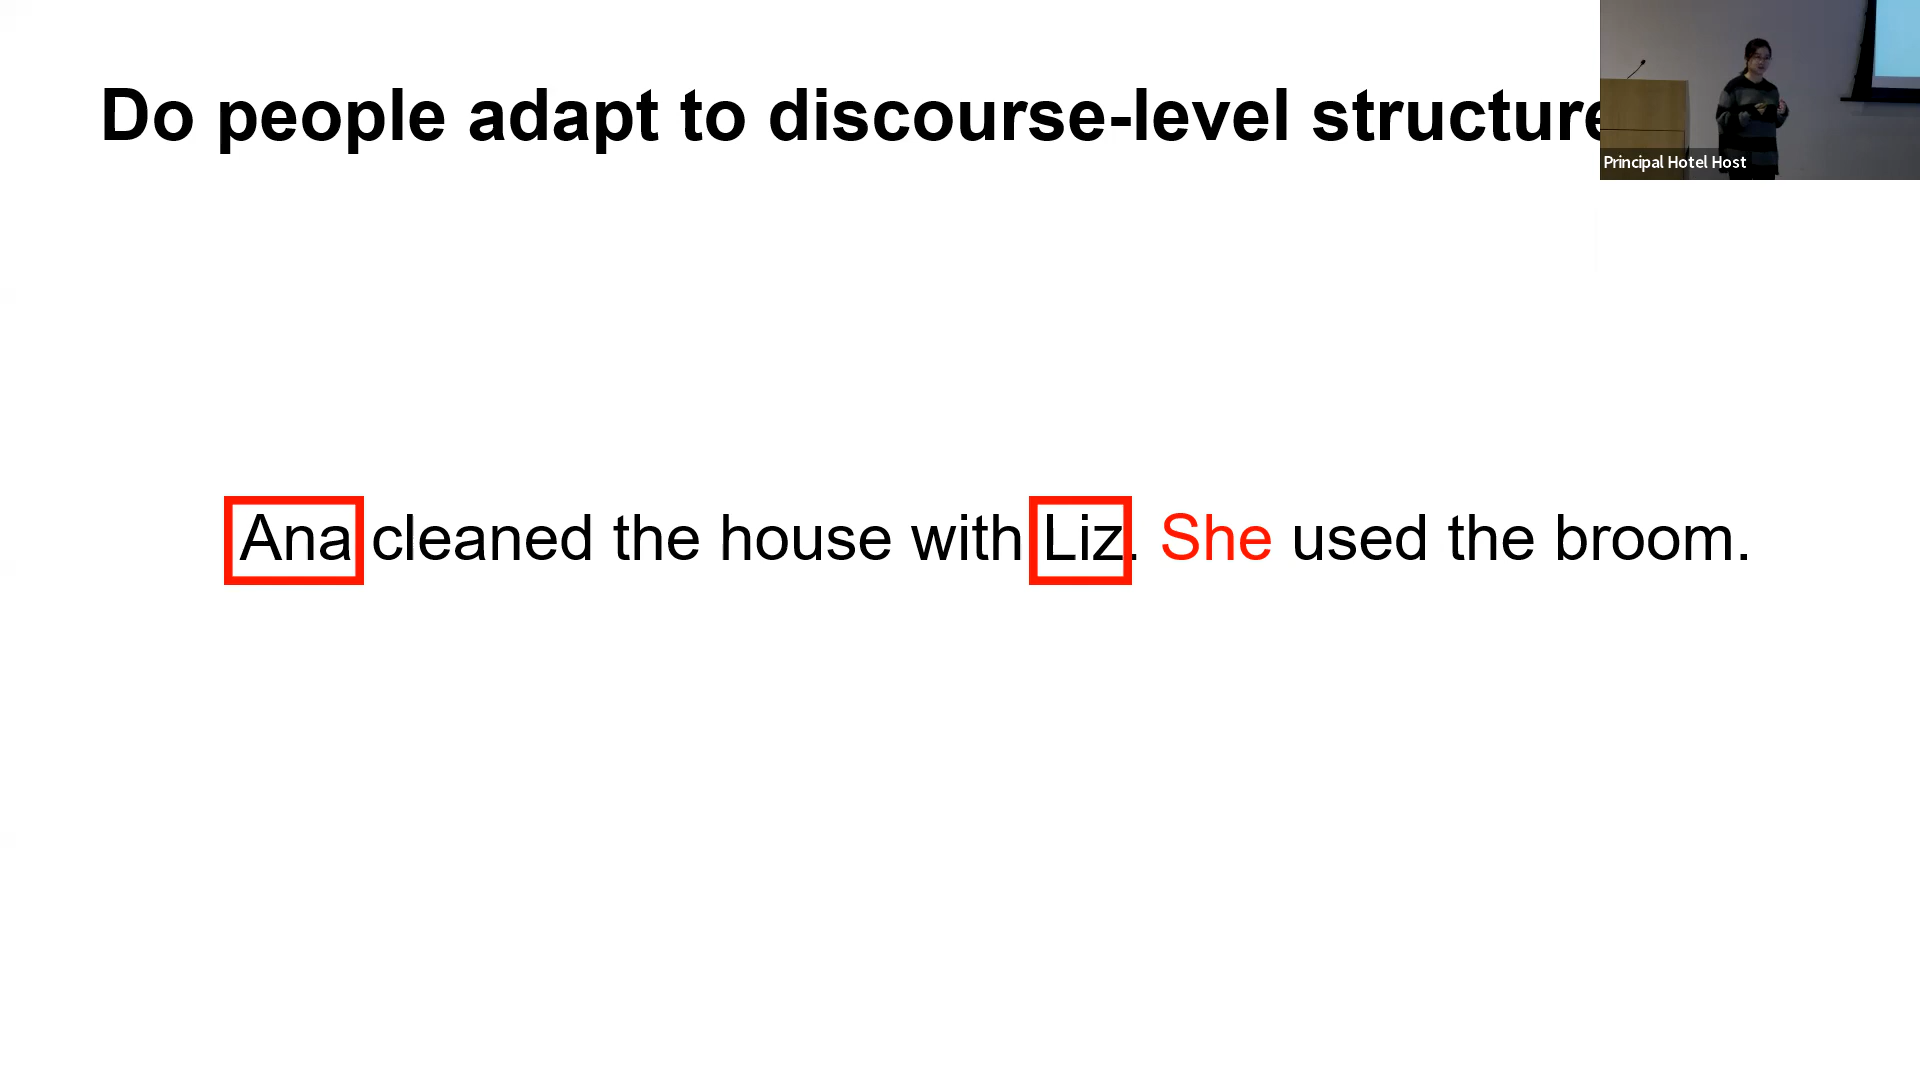 Do people adapt to discourse-level structure
Principal Hotel Host
Ana cleaned the house with Liz. She used the broom.